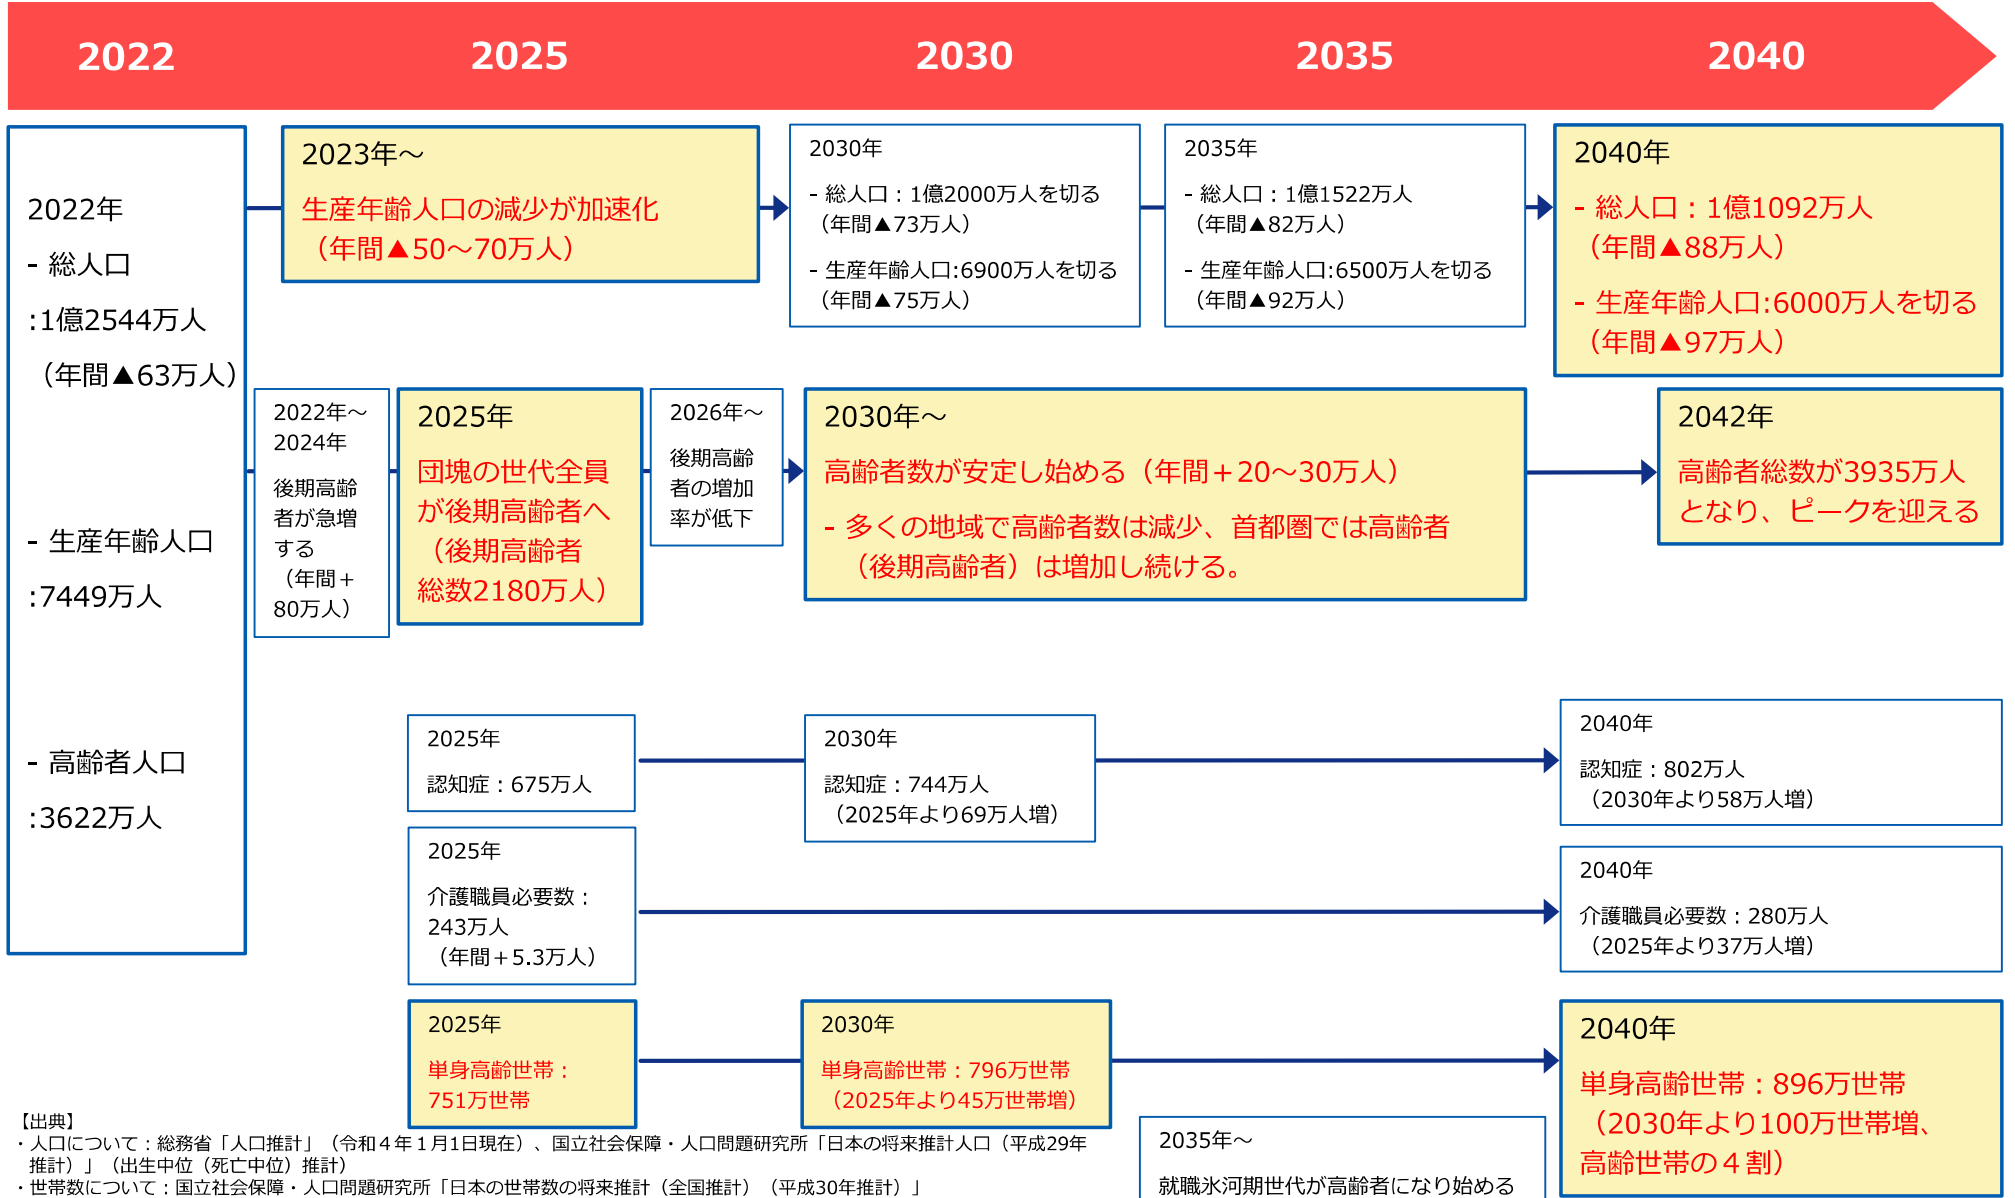 2022
2025
2030
2035
2040
2022年
- 総人口
:1億2544万人
（年間▲63万人）
- 生産年齢人口
:7449万人
- 高齢者人口
:3622万人
2023年～
生産年齢人口の減少が加速化
（年間▲50～70万人）
2030年
- 総人口：1億2000万人を切る
（年間▲73万人）
- 生産年齢人口:6900万人を切る
（年間▲75万人）
2035年
- 総人口：1億1522万人
（年間▲82万人）
- 生産年齢人口:6500万人を切る
（年間▲92万人）
2040年
- 総人口：1億1092万人
（年間▲88万人）
- 生産年齢人口:6000万人を切る
（年間▲97万人）
2022年～
2024年
後期高齢
者が急増
する
（年間＋
80万人）
2025年
団塊の世代全員
が後期高齢者へ
（後期高齢者
総数2180万人）
2026年～
後期高齢
者の増加
率が低下
2030年～
高齢者数が安定し始める（年間＋20～30万人）
- 多くの地域で高齢者数は減少、首都圏では高齢者
（後期高齢者）は増加し続ける。
2042年
高齢者総数が3935万人
となり、ピークを迎える
2025年
認知症：675万人
2030年
認知症：744万人
（2025年より69万人増）
2040年
認知症：802万人
（2030年より58万人増）
2025年
介護職員必要数：
243万人
（年間＋5.3万人）
2040年
介護職員必要数：280万人
（2025年より37万人増）
2025年
単身高齢世帯：
751万世帯
2030年
単身高齢世帯：796万世帯
（2025年より45万世帯増）
2040年
単身高齢世帯：896万世帯
（2030年より100万世帯増、
高齢世帯の４割）
2035年～
就職氷河期世代が高齢者になり始める
【出典】
・人口について：総務省「人口推計」（令和４年１月1日現在）、国立社会保障・人口問題研究所「日本の将来推計人口（平成29年
推計）」（出生中位（死亡中位）推計）
・世帯数について：国立社会保障・人口問題研究所「日本の世帯数の将来推計（全国推計）（平成30年推計）」